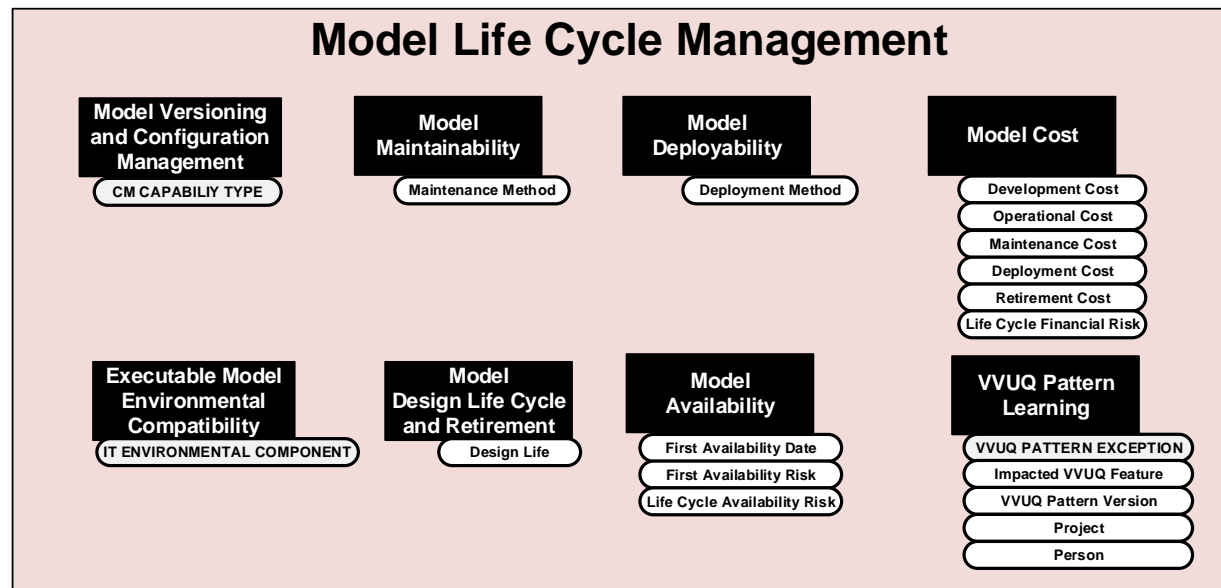 Model Life Cycle Management
Model Versioning
and Configuration
Management
CM CAPABILIY TYPE
Model
Maintainability
Maintenance Method
Model
Deployability
Deployment Method
Model Cost
Development Cost
Operational Cost
Maintenance Cost
Deployment Cost
Retirement Cost
Life Cycle Financial Risk
Executable Model
Environmental
Compatibility
IT ENVIRONMENTAL COMPONENT
Model
Design Life Cycle
and Retirement
Design Life
Model
Availability
First Availability Date
First Availability Risk
Life Cycle Availability Risk
VVUQ Pattern
Learning
VVUQ PATTERN EXCEPTION
Impacted VVUQ Feature
VVUQ Pattern Version
Project
Person